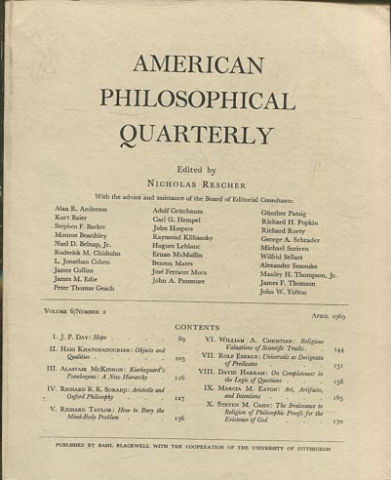 AMERICAN
PHILOSOPHICAL
QUARTERLY
Edited by
NICHOLAS RESCHER
With the advice and assistance of the Board of Editorial Consultants:
Alan R. Anderson
Kurt Baier
Stephen F. Barker
Monroe Beardsley
Nuel D. Belnap, Jr.
Roderick M. Chisholm
L. Jonathan Cohen
James Collins
James M. Edie
Peter Thomas Geach
Adolf Grünbaum
Carl G. Hempel
John Hospers
Raymond Klibansky
Hugues Leblanc
Ernan McMullin
Benson Mates
José Ferrater Mora
John A. Passmore
Günther Patzig
Richard H. Popkin
Richard Rorty
George A. Schrader
Michael Scriven
Wilfrid Sellars
Alexander Sesonske
Manley H. Thompson, Jr.
James F. Thomson
John W. Yolton
VOLUME 6/NUMBER 2
APRIL 1969
CONTENTS
I. J. P. DAY: Hope 89
II. HAIG KHATCHADOURIAN: Objects and
Qualities 103
III. ALASTAIR MCKINNON: Kierkegaard's
Pseudonyms: A New Hierarchy 116
IV. RICHARD R. K. SORABJI: Aristotle and
Oxford Philosophy 127
V. RICHARD TAYLOR: How to Bury the
Mind-Body Problem 136
VI. WILLIAM A. CHRISTIAN: Religious
Valuations of Scientific Truths 144
VII. ROLF EBERLE: Universals as Designata of
Predicates 151
VIII. DAVID HARRAH: On Completeness in
the Logic of Questions 158
IX. MARCIA M. EATON: Art, Artifacts,
and Intentions 165
X. STEVEN M. CAHN: The Irrelevance to
Religion of Philosophic Proofs for the
Existence of God 170
PUBLISHED BY BASIL BLACKWELL WITH THE COOPERATION OF THE UNIVERSITY OF PITTSBURGH